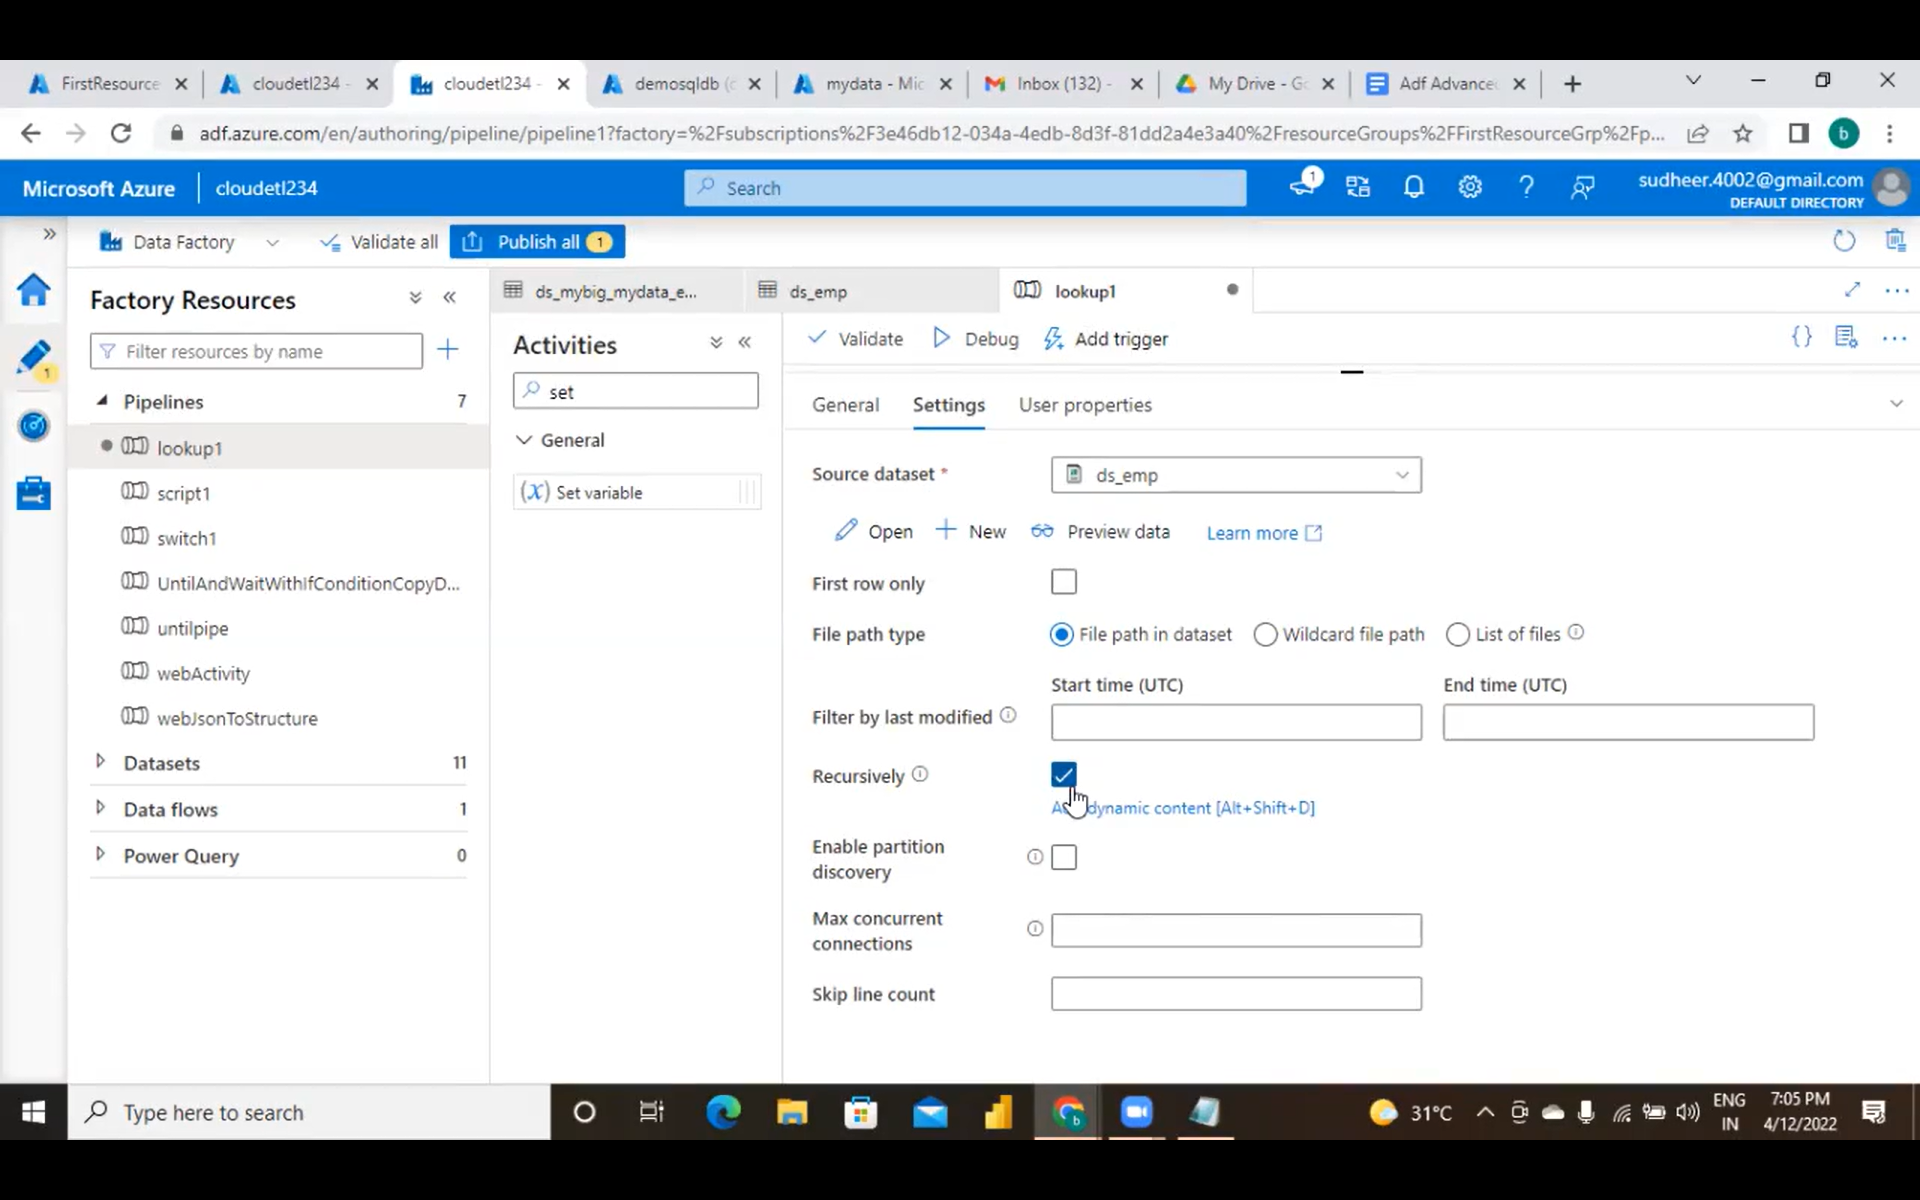 FirstResource
cloudetl234 -
cloudetl234 -
demosqldb (c
mydata - Mic
Inbox (132) -
My Drive - Go
Adf Advance
adf.azure.com/en/authoring/pipeline/pipeline1?factory=%2Fsubscriptions%2F3e46db12-034a-4edb-8d3f-81dd2a4e3a40%2FresourceGroups%2FFirstResourceGrp%2Fp...
b
Microsoft Azure
cloudetl234
Search
1
sudheer.4002@gmail.com
DEFAULT DIRECTORY
Data Factory
Validate all
Publish all 1
Factory Resources
Filter resources by name
1
Pipelines 7
lookup1
script1
switch1
UntilAndWaitWithIfConditionCopyD...
untilpipe
webActivity
webJsonToStructure
Datasets 11
Data flows 1
Power Query 0
ds_mybig_mydata_e...
ds_emp
lookup1
Activities
set
General
(x) Set variable
Validate
Debug
Add trigger
{}
General
Settings
User properties
Source dataset *
ds_emp
Open
New
Preview data
Learn more
First row only
File path type
File path in dataset
Wildcard file path
List of files
Start time (UTC)
End time (UTC)
Filter by last modified
Recursively
dynamic content [Alt+Shift+D]
Enable partition
discovery
Max concurrent
connections
Skip line count
Type here to search
31°C
ENG
IN
7:05 PM
4/12/2022